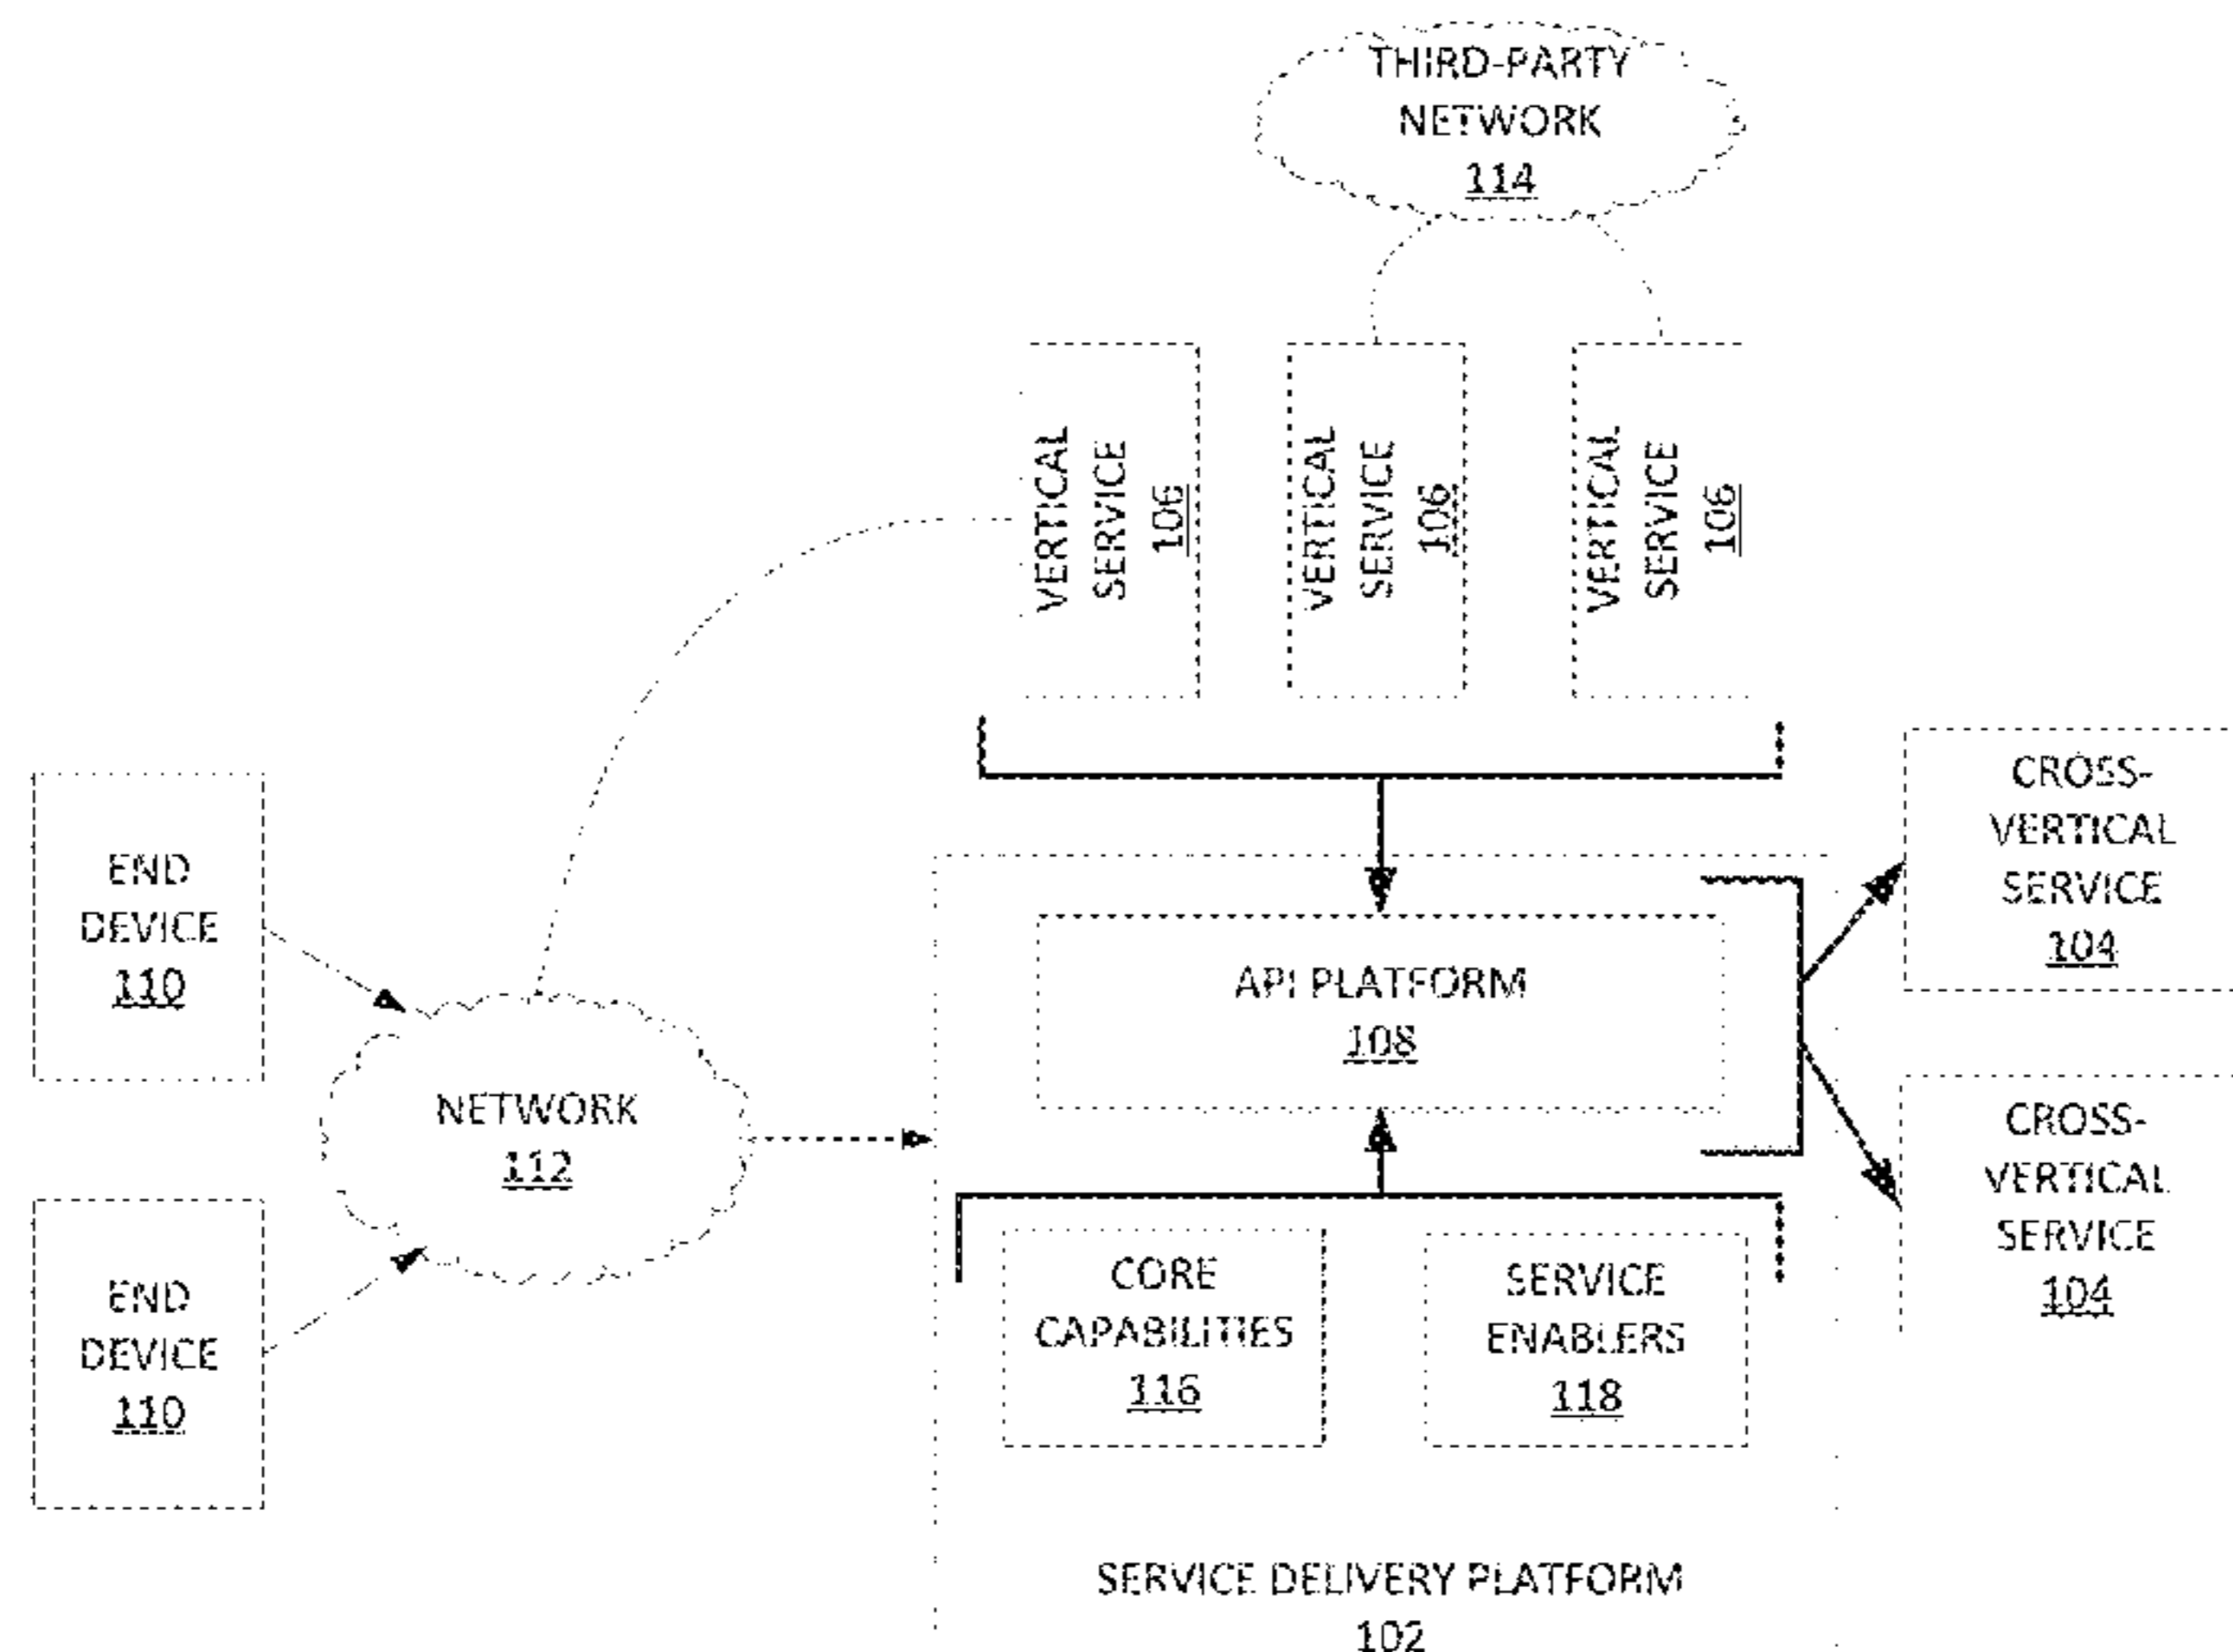 THIRD-PARTY
NETWORK
114
VERTICAL
SERVICE
106
VERTICAL
SERVICE
106
VERTICAL
SERVICE
106
CROSS-
VERTICAL
SERVICE
104
END
DEVICE
110
API PLATFORM
108
NETWORK
112
CROSS-
VERTICAL
SERVICE
104
END
DEVICE
110
CORE
CAPABILITIES
116
SERVICE
ENABLERS
118
SERVICE DELIVERY PLATFORM
102